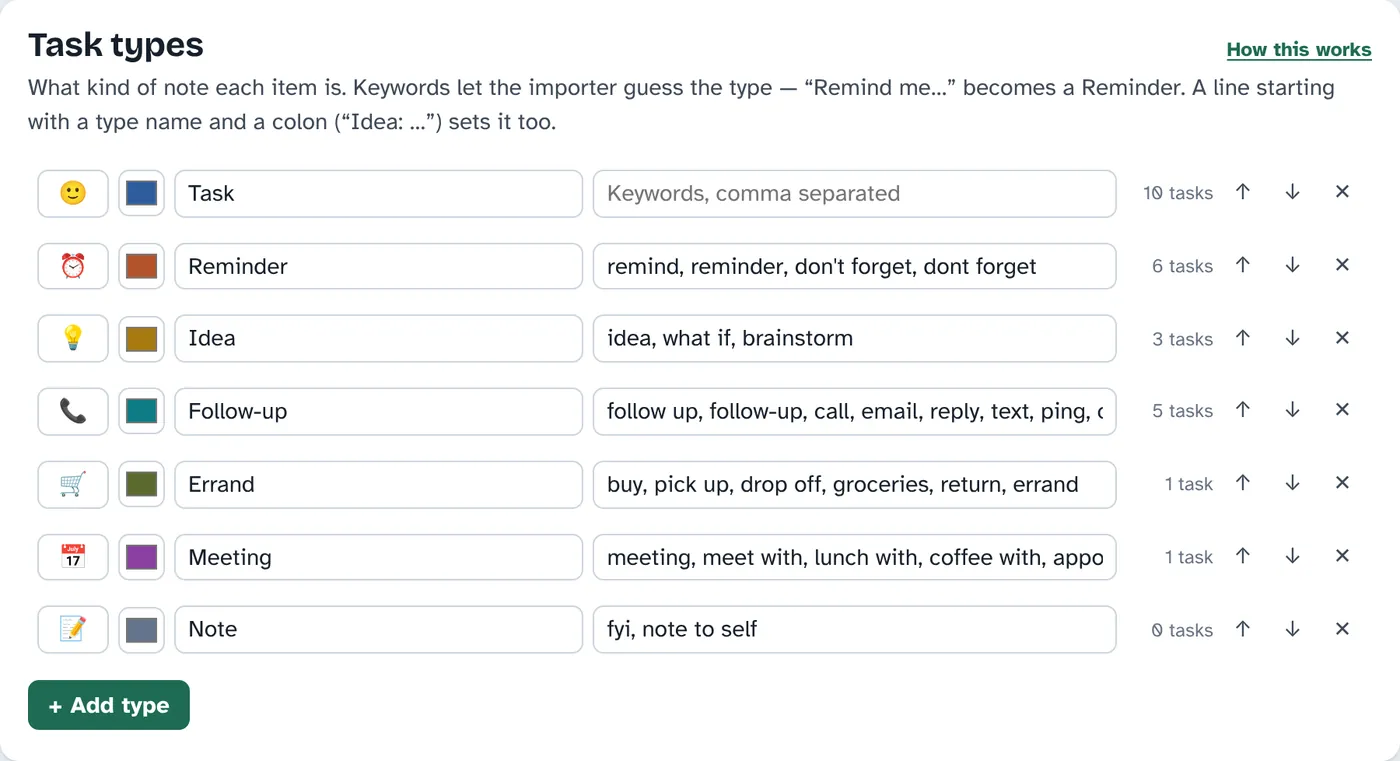 Task types
How this works
What kind of note each item is. Keywords let the importer guess the type — “Remind me…” becomes a Reminder. A line starting
with a type name and a colon (“Idea: …”) sets it too.
Task Keywords, comma separated 10 tasks
Reminder remind, reminder, don't forget, dont forget 6 tasks
Idea idea, what if, brainstorm 3 tasks
Follow-up follow up, follow-up, call, email, reply, text, ping, 5 tasks
Errand buy, pick up, drop off, groceries, return, errand 1 task
July
17
Meeting meeting, meet with, lunch with, coffee with, appo 1 task
Note fyi, note to self 0 tasks
+ Add type